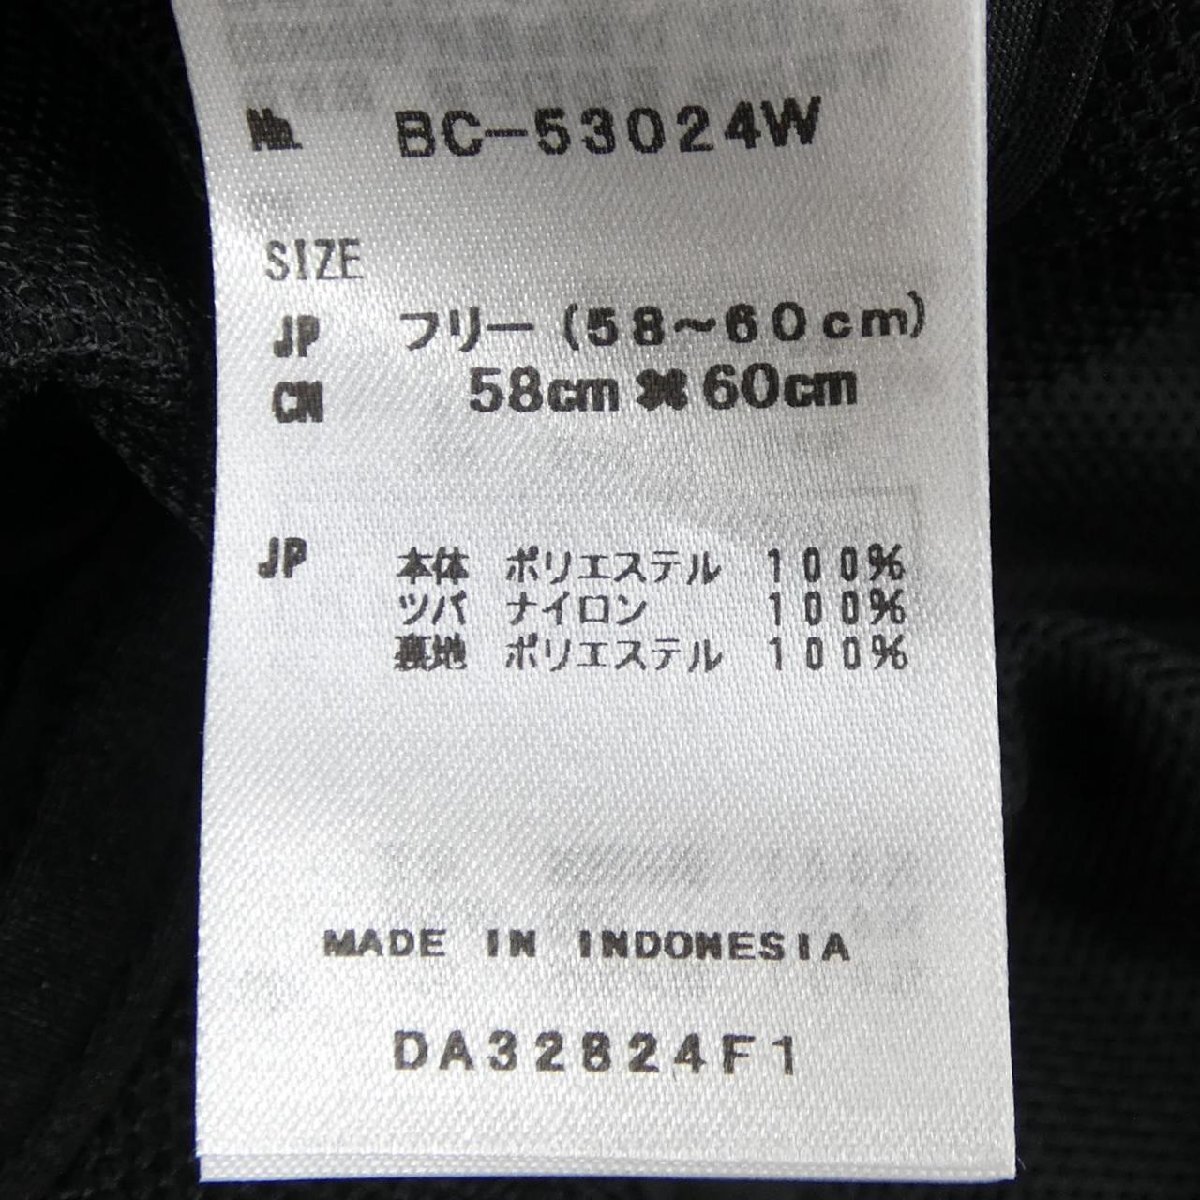 No. BC-53024W
SIZE
JP フリー(58~60cm)
CN 58cm 60cm
JP 本体 ポリエステル 100%
ツバ ナイロン 100%
裏地 ポリエステル 100%
MADE IN INDONESIA
DA32824F1